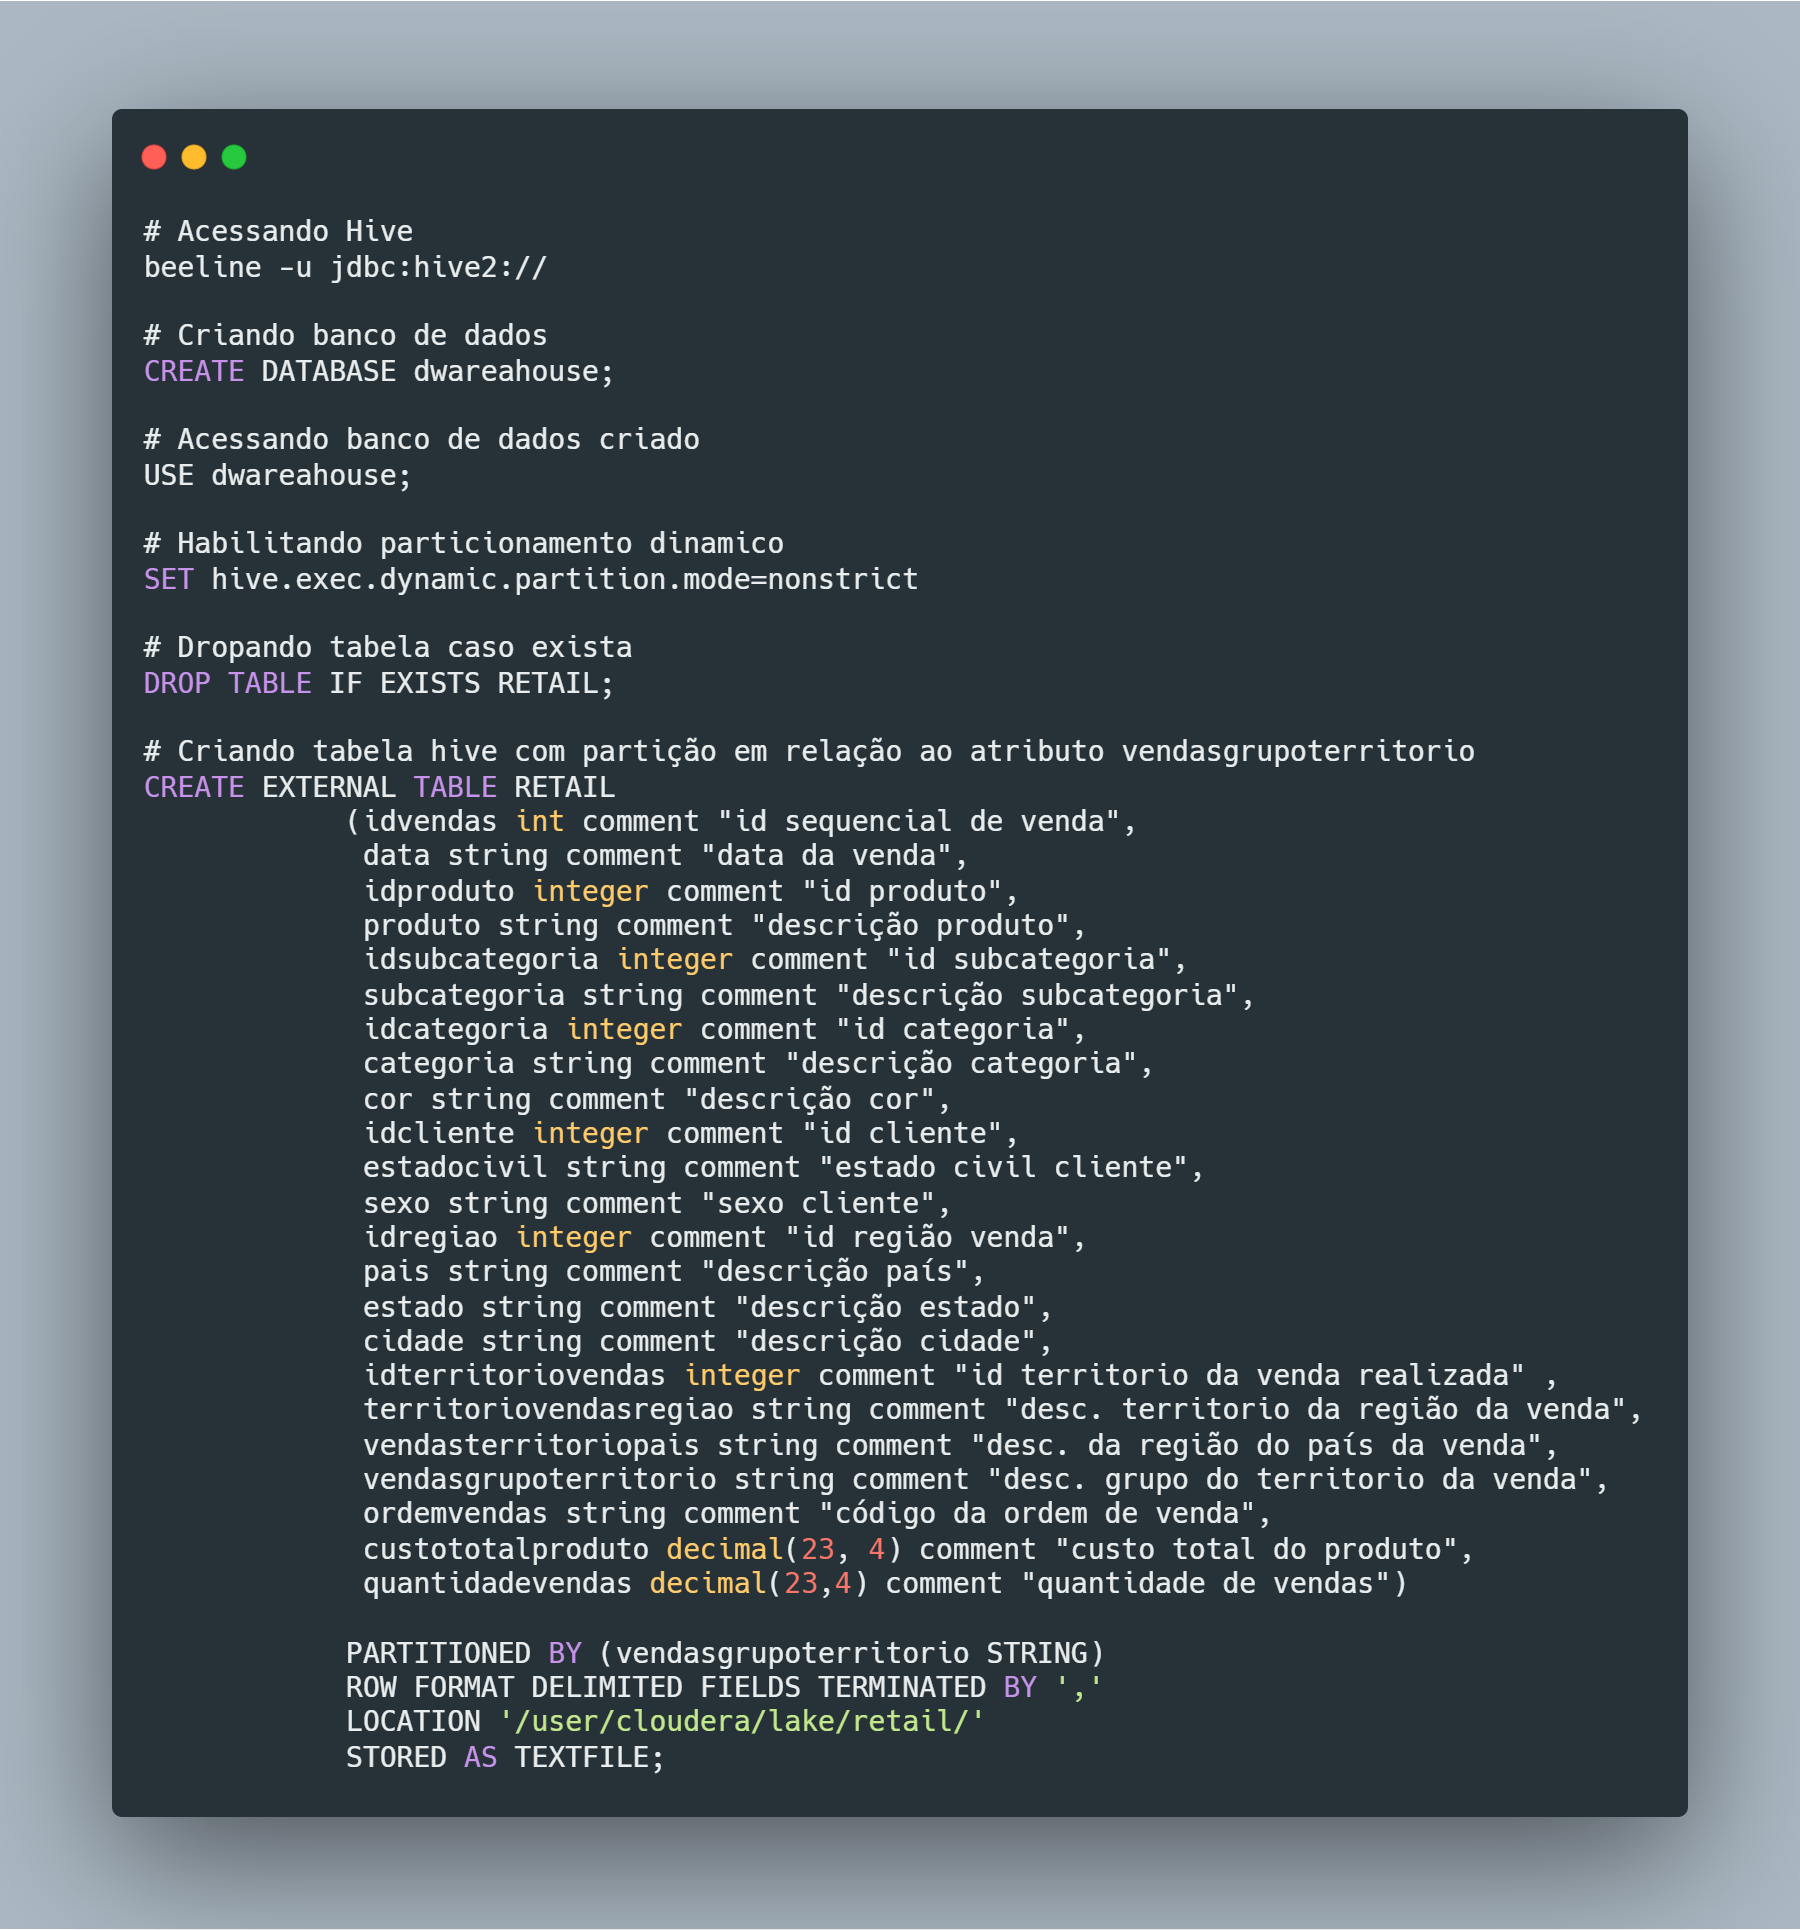 # Acessando Hive
beeline -u jdbc:hive2://
# Criando banco de dados
CREATE DATABASE dwareahouse;
# Acessando banco de dados criado
USE dwareahouse;
# Habilitando particionamento dinamico
SET hive.exec.dynamic.partition.mode=nonstrict
# Dropando tabela caso exista
DROP TABLE IF EXISTS RETAIL;
# Criando tabela hive com partição em relação ao atributo vendasgrupoterritorio
CREATE EXTERNAL TABLE RETAIL
(idvendas int comment "id sequencial de venda",
data string comment "data da venda",
idproduto integer comment "id produto",
produto string comment "descrição produto",
idsubcategoria integer comment "id subcategoria",
subcategoria string comment "descrição subcategoria",
idcategoria integer comment "id categoria",
categoria string comment "descrição categoria",
cor string comment "descrição cor",
idcliente integer comment "id cliente",
estadocivil string comment "estado civil cliente",
sexo string comment "sexo cliente",
idregiao integer comment "id região venda",
pais string comment "descrição país",
estado string comment "descrição estado",
cidade string comment "descrição cidade",
idterritoriovendas integer comment "id territorio da venda realizada" ,
territoriovendasregiao string comment "desc. territorio da região da venda",
vendasterritoriopais string comment "desc. da região do país da venda",
vendasgrupoterritorio string comment "desc. grupo do territorio da venda",
ordemvendas string comment "código da ordem de venda",
custototalproduto decimal(23, 4) comment "custo total do produto",
quantidadevendas decimal(23,4) comment "quantidade de vendas")
PARTITIONED BY (vendasgrupoterritorio STRING)
ROW FORMAT DELIMITED FIELDS TERMINATED BY ','
LOCATION '/user/cloudera/lake/retail/'
STORED AS TEXTFILE;